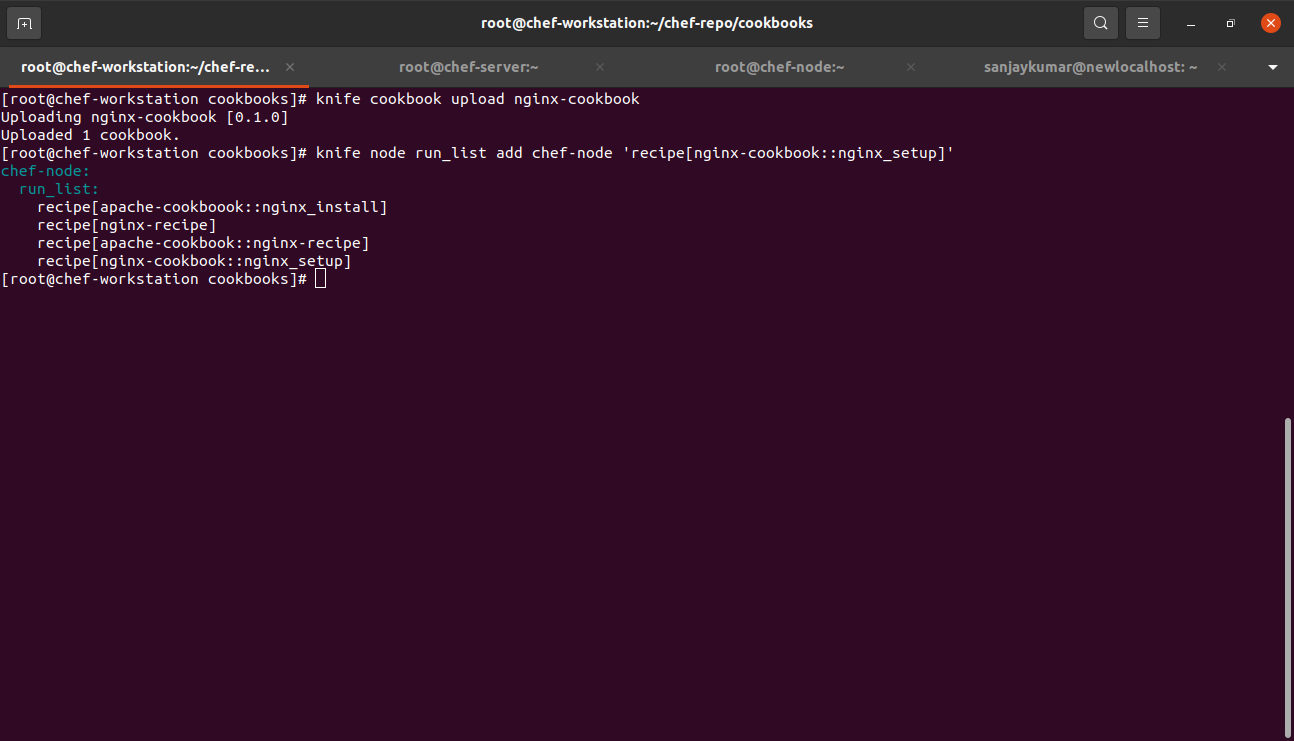 root@chef-workstation:~/chef-repo/cookbooks
root@chef-workstation:~/chef-re...
root@chef-server:~
root@chef-node:~
sanjaykumar@newlocalhost: ~
[root@chef-workstation cookbooks]# knife cookbook upload nginx-cookbook
Uploading nginx-cookbook [0.1.0]
Uploaded 1 cookbook.
[root@chef-workstation cookbooks]# knife node run_list add chef-node 'recipe[nginx-cookbook::nginx_setup]'
chef-node:
  run_list:
    recipe[apache-cookboook::nginx_install]
    recipe[nginx-recipe]
    recipe[apache-cookbook::nginx-recipe]
    recipe[nginx-cookbook::nginx_setup]
[root@chef-workstation cookbooks]#